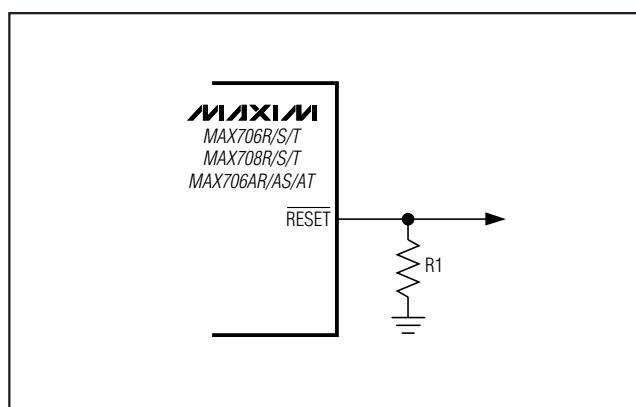 MAXIM
MAX706R/S/T
MAX708R/S/T
MAX706AR/AS/AT
RESET
R1